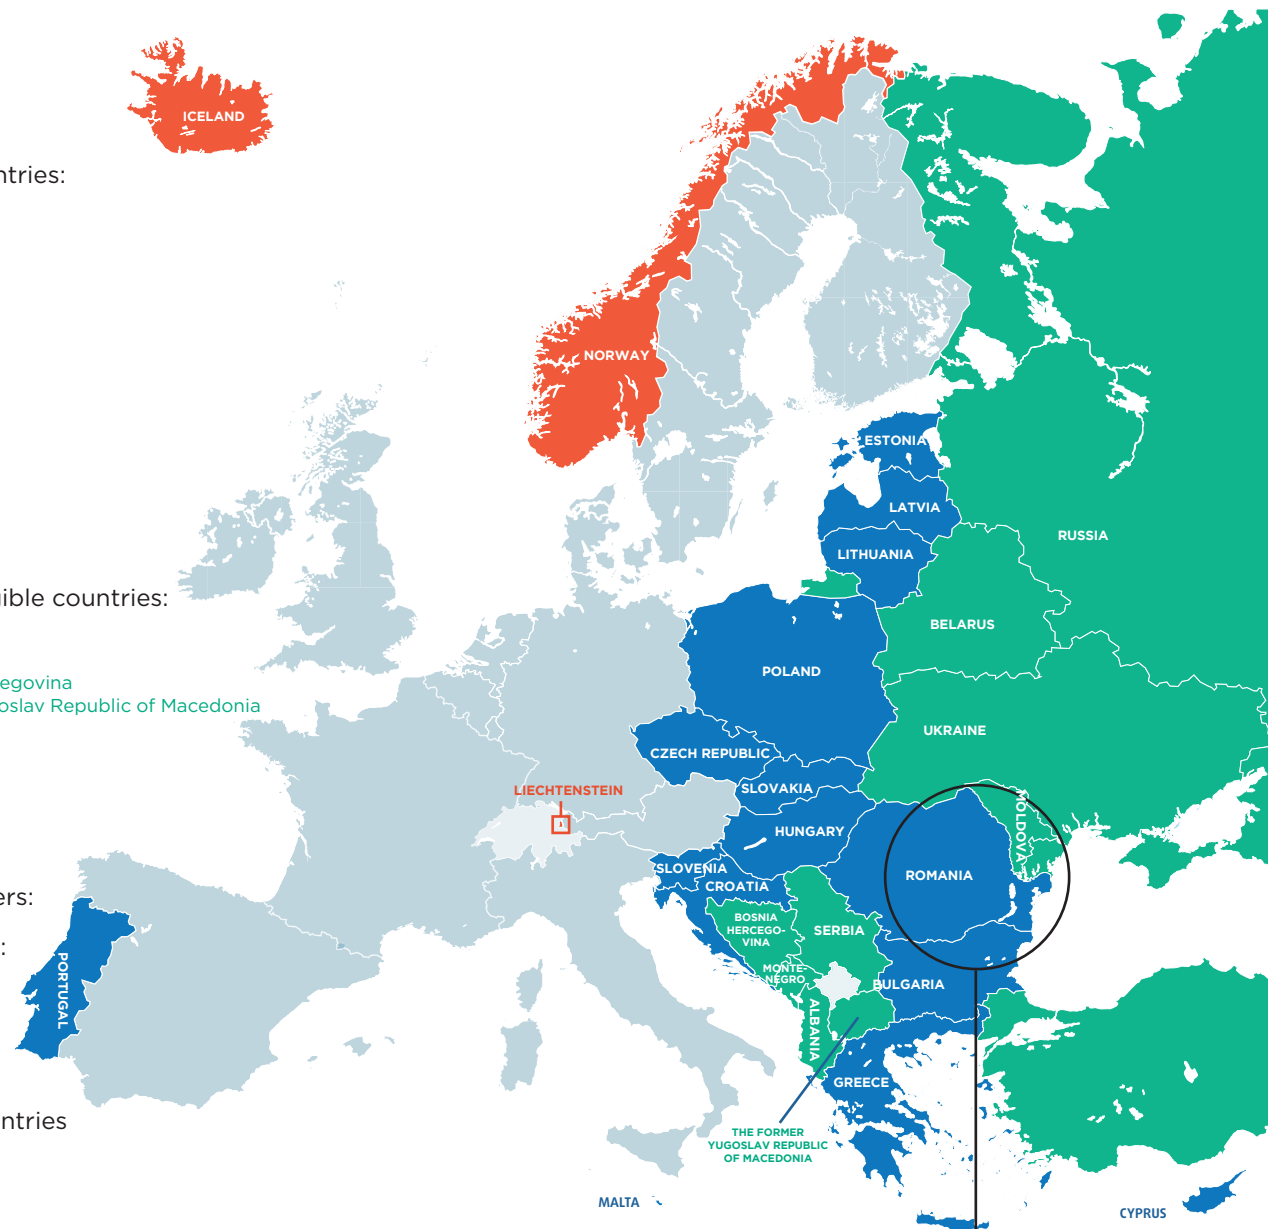 ICELAND
ntries:
NORWAY
ESTONIA
LATVIA
RUSSIA
LITHUANIA
ible countries:
BELARUS
POLAND
egovina
oslav Republic of Macedonia
UKRAINE
CZECH REPUBLIC
LIECHTENSTEIN
SLOVAKIA
MOLDOVA
HUNGARY
SLOVENIA
ROMANIA
CROATIA
ers:
BOSNIA
HERCEGO-
VINA
SERBIA
:
PORTUGAL
MONTE-
NEGRO
BULGARIA
ALBANIA
GREECE
ntries
THE FORMER
YUGOSLAV REPUBLIC
OF MACEDONIA
MALTA
CYPRUS